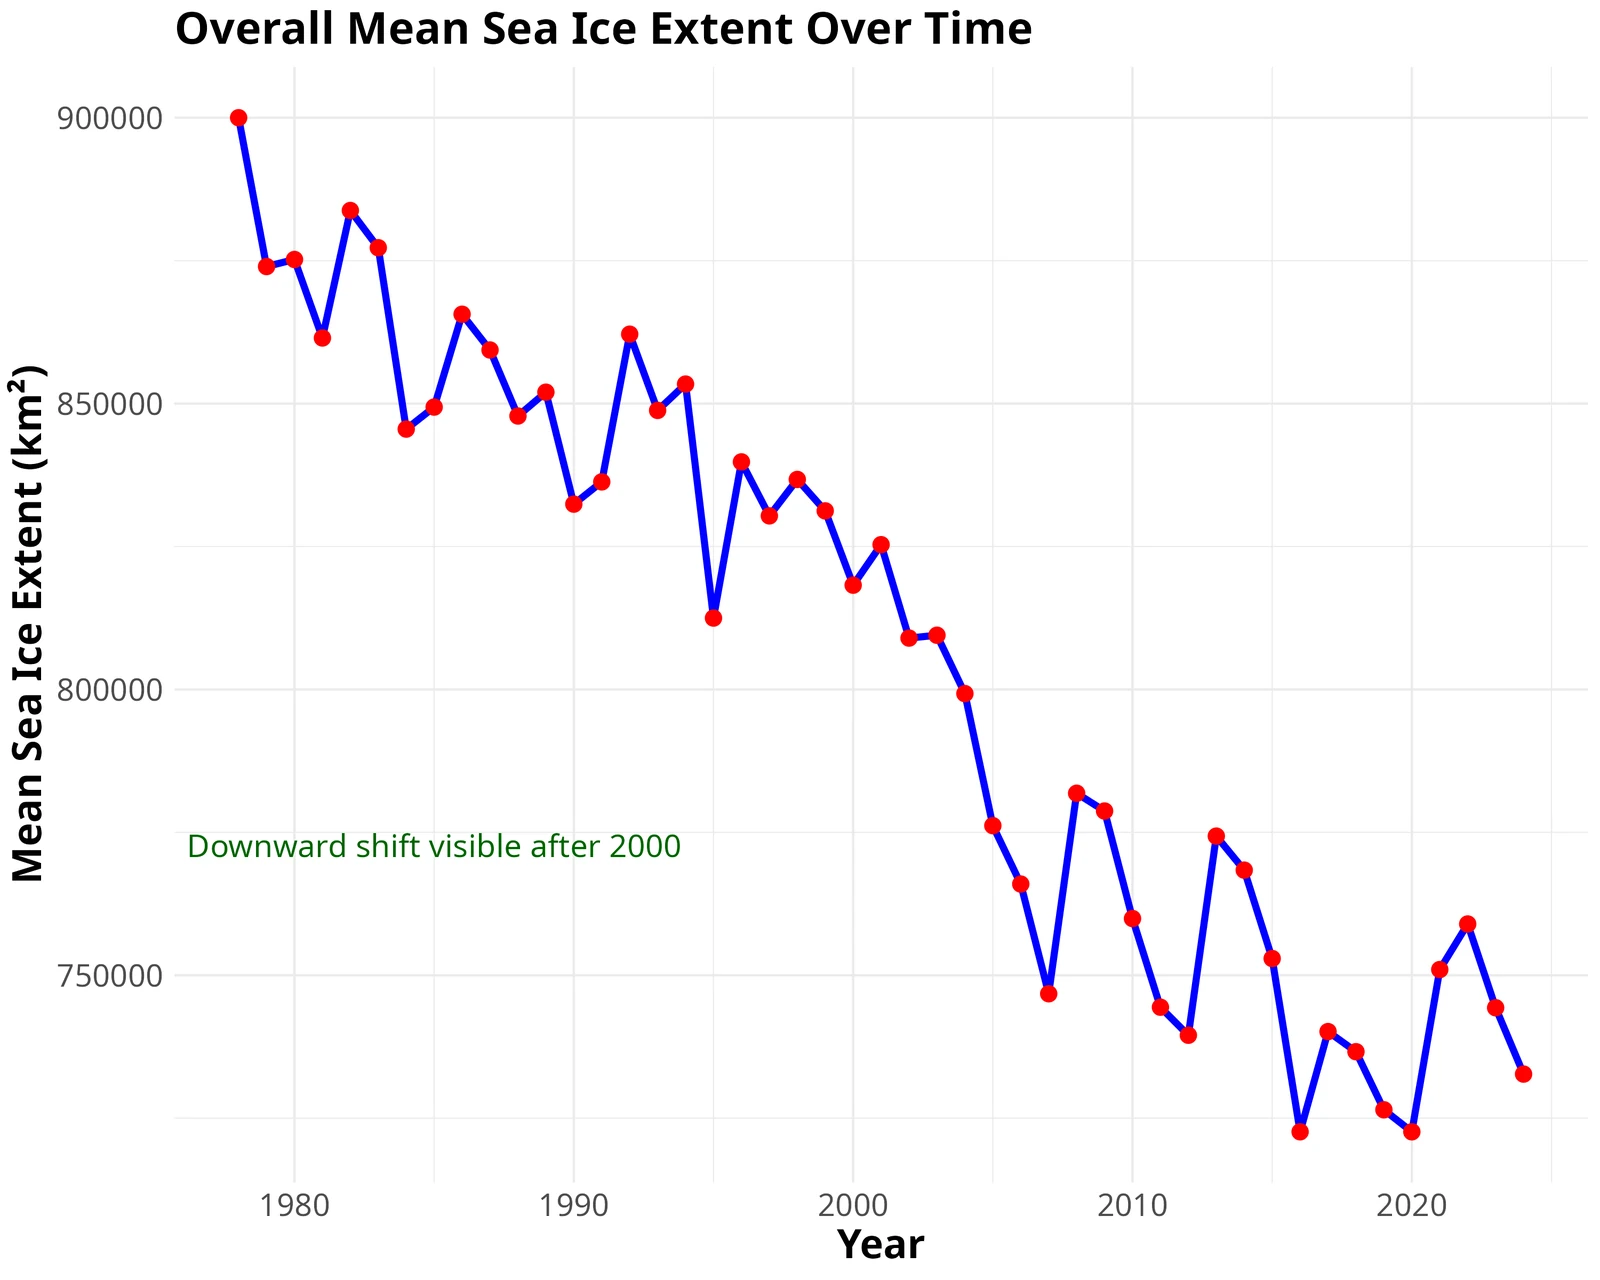 Overall Mean Sea Ice Extent Over Time
Mean Sea Ice Extent (km²)
900000
850000
800000
750000
Downward shift visible after 2000
1980
1990
2000
2010
2020
Year